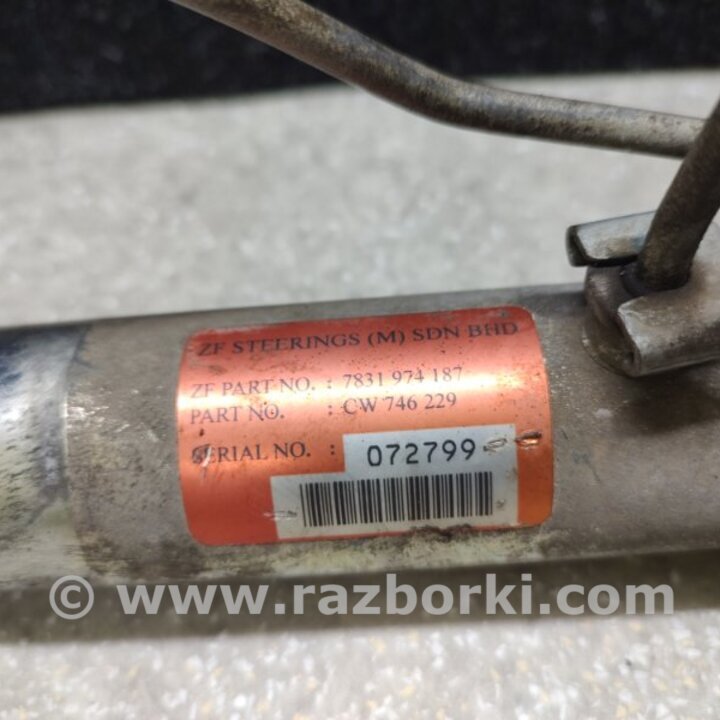 ZF STEERINGS (M) SDN BHD
ZF PART NO. : 7831 974 187
PART NO. : CW 746 229
SERIAL NO. : 072799
© www.razborki.com